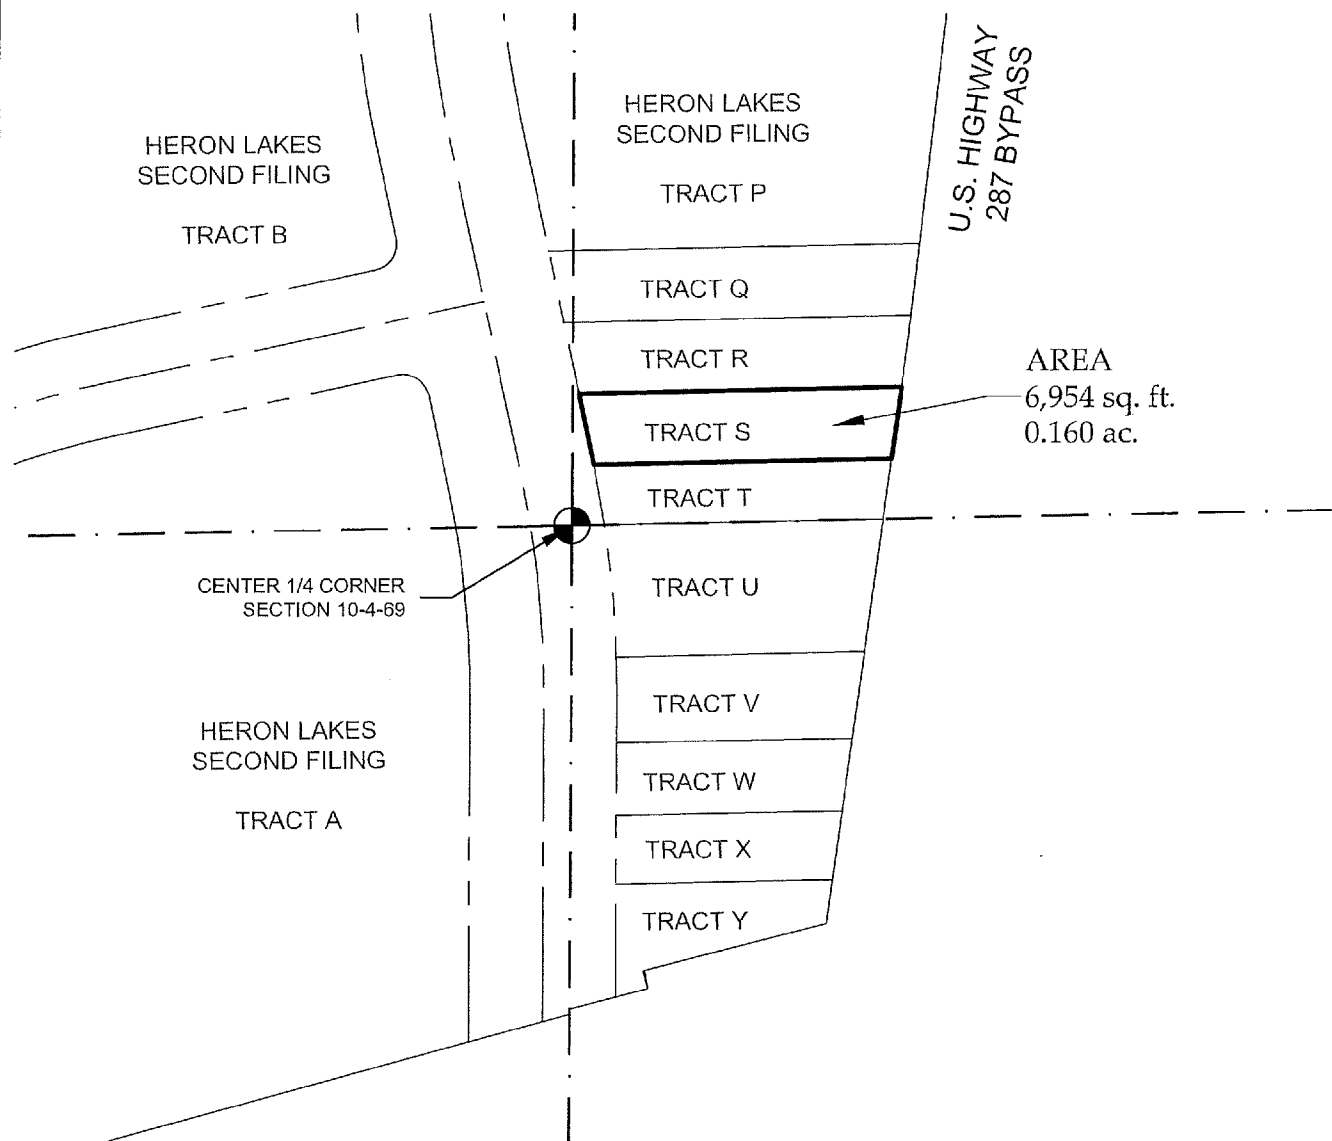 HERON LAKES
SECOND FILING
TRACT B
HERON LAKES
SECOND FILING
TRACT P
U.S. HIGHWAY
287 BYPASS
TRACT Q
TRACT R
TRACT S
AREA
6,954 sq. ft.
0.160 ac.
TRACT T
CENTER 1/4 CORNER
SECTION 10-4-69
TRACT U
TRACT V
HERON LAKES
SECOND FILING
TRACT A
TRACT W
TRACT X
TRACT Y